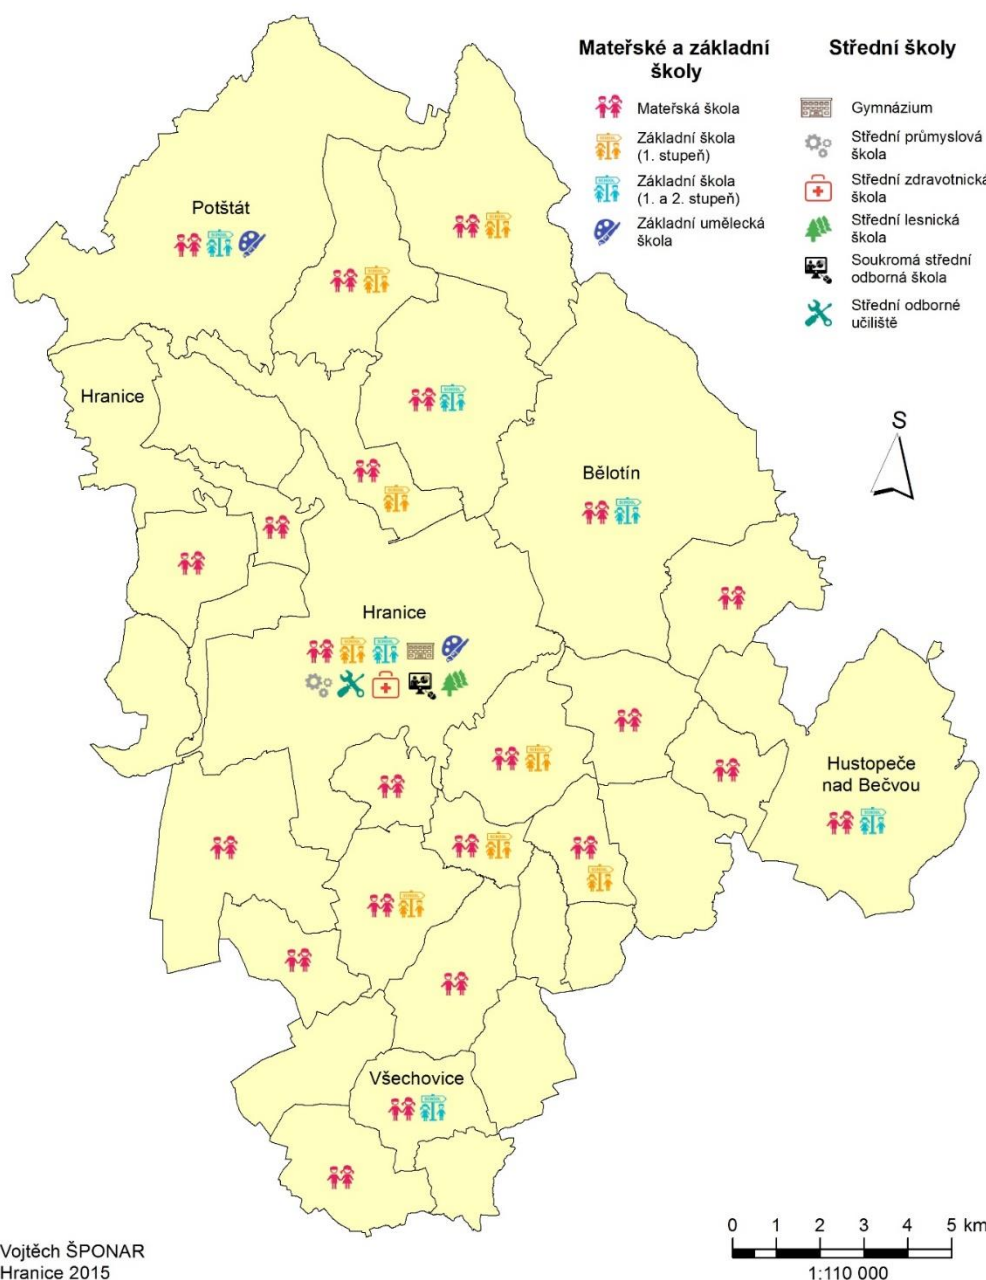 Mateřské a základní
školy
Mateřská škola
Základní škola
(1. stupeň)
Základní škola
(1. a 2. stupeň)
Základní umělecká
škola
Střední školy
Gymnázium
Střední průmyslová
škola
Střední zdravotnická
škola
Střední lesnická
škola
Soukromá střední
odborná škola
Střední odborné
učiliště
Potštát
Hranice
S
Bělotín
Hranice
Hustopeče
nad Bečvou
Všechovice
0 1 2 3 4 5 km
1:110 000
Vojtěch ŠPONAR
Hranice 2015